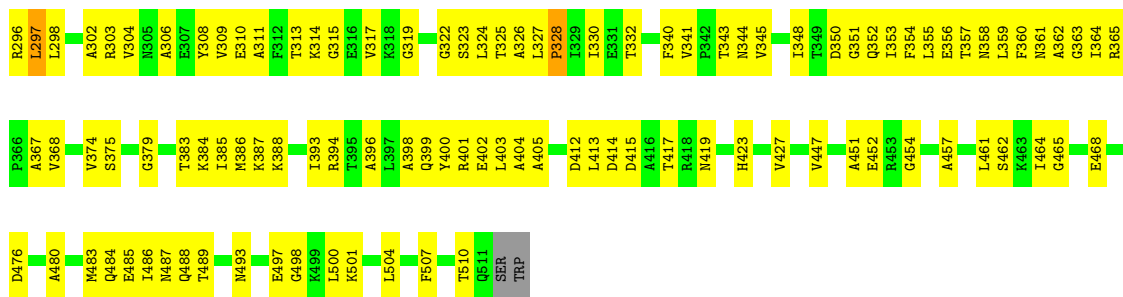 R296 L297 L298 A302 R303 V304 N305 A306 E307 Y308 V309 E310 A311 F312 T313 K314 G315 E316 V317 K318 G319 G322 S323 L324 T325 A326 L327 P328 I329 I330 E331 T332 F340 V341 P342 T343 N344 V345 I348 T349 D350 G351 Q352 I353 F354 L355 E356 T357 N358 L359 F360 N361 A362 G363 I364 R365
P366 A367 V368 V374 S375 G379 T383 K384 I385 M386 K387 K388 I393 R394 T395 A396 L397 A398 Q399 Y400 R401 E402 L403 A404 A405 D412 L413 D414 D415 A416 T417 R418 N419 H423 V427 V447 A451 E452 R453 G454 A457 L461 S462 K463 I464 G465 E468
D476 A480 M483 Q484 E485 I486 N487 Q488 T489 N493 E497 G498 K499 L500 K501 L504 F507 T510 Q511 SER TRP